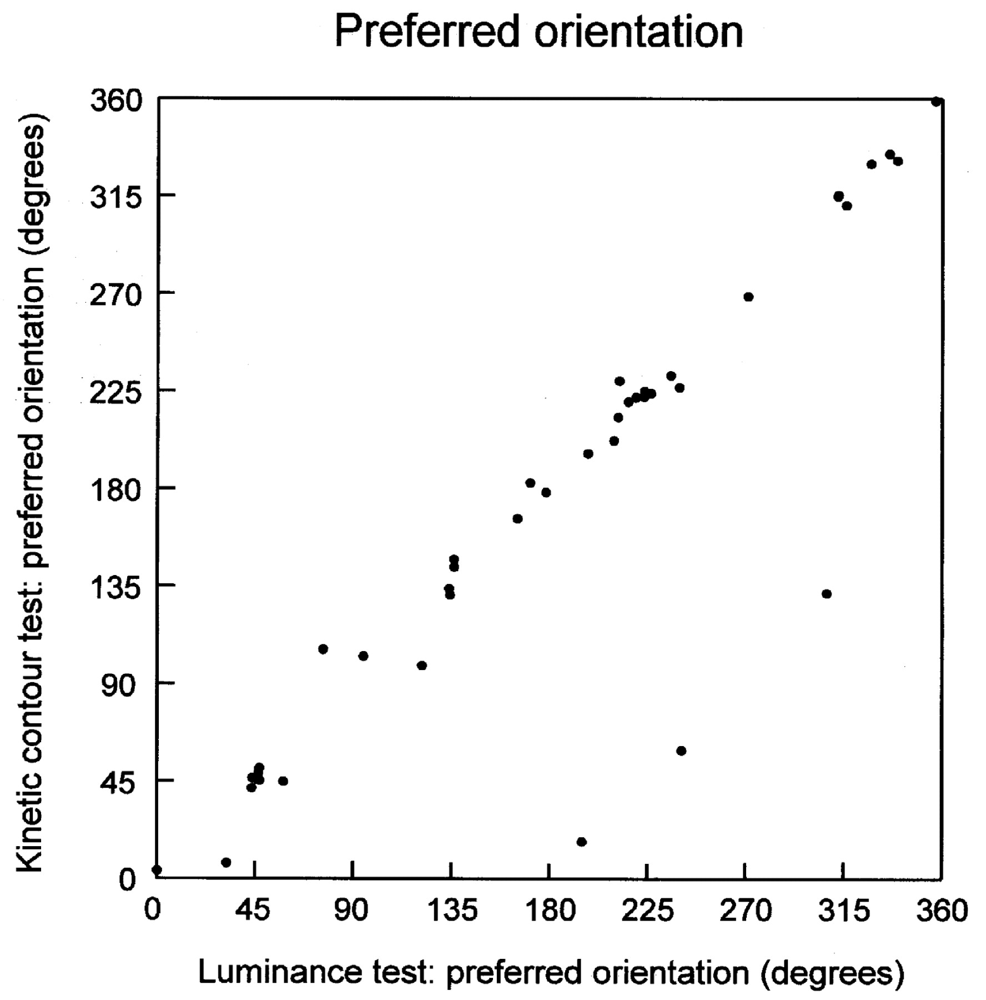 Preferred orientation
Kinetic contour test: preferred orientation (degrees)
360
315
270
225
180
135
90
45
0
0 45 90 135 180 225 270 315 360
Luminance test: preferred orientation (degrees)